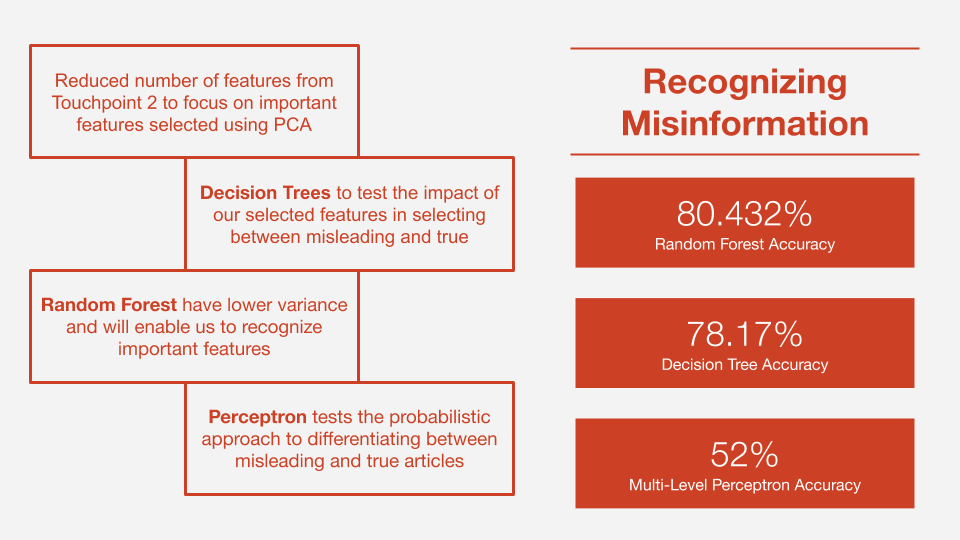 Reduced number of features from
Touchpoint 2 to focus on important
features selected using PCA
Decision Trees to test the impact of
our selected features in selecting
between misleading and true
Random Forest have lower variance
and will enable us to recognize
important features
Perceptron tests the probabilistic
approach to differentiating between
misleading and true articles
Recognizing
Misinformation
80.432%
Random Forest Accuracy
78.17%
Decision Tree Accuracy
52%
Multi-Level Perceptron Accuracy